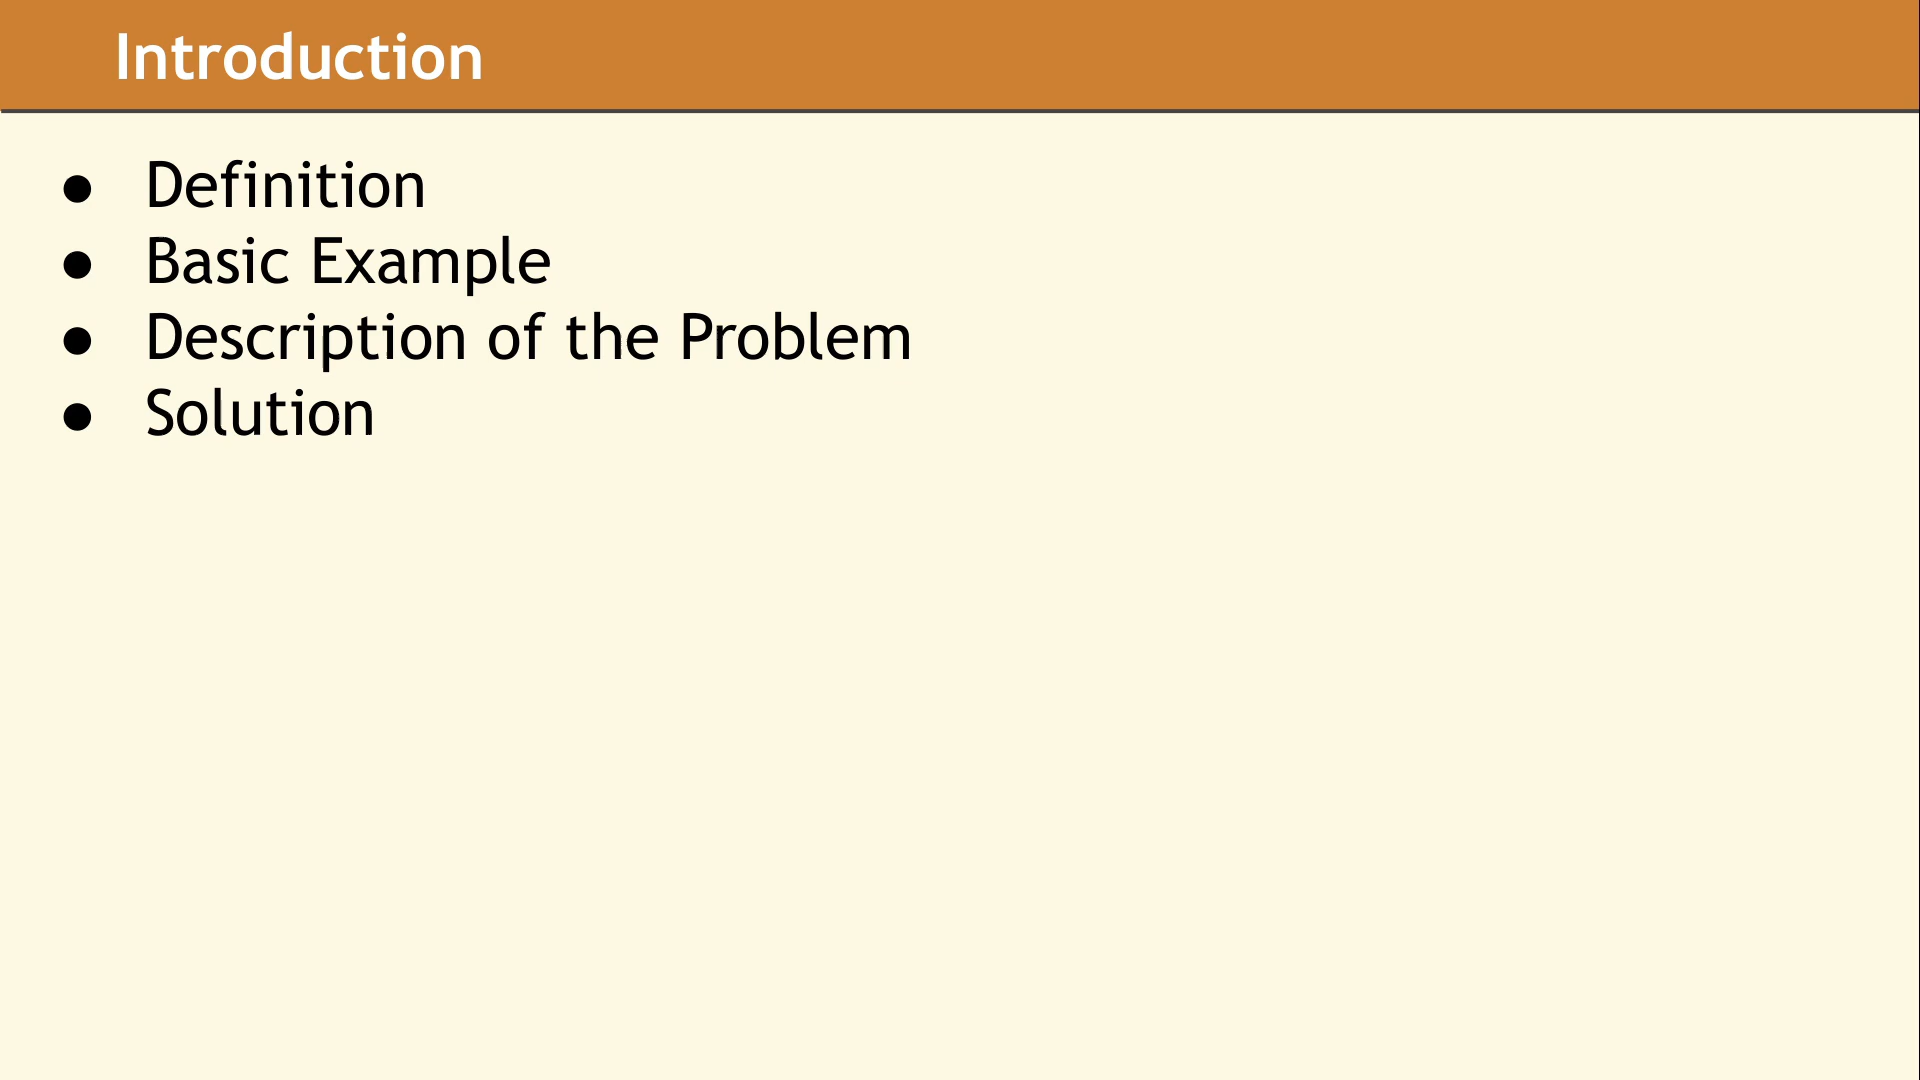 Introduction
● Definition
● Basic Example
● Description of the Problem
● Solution